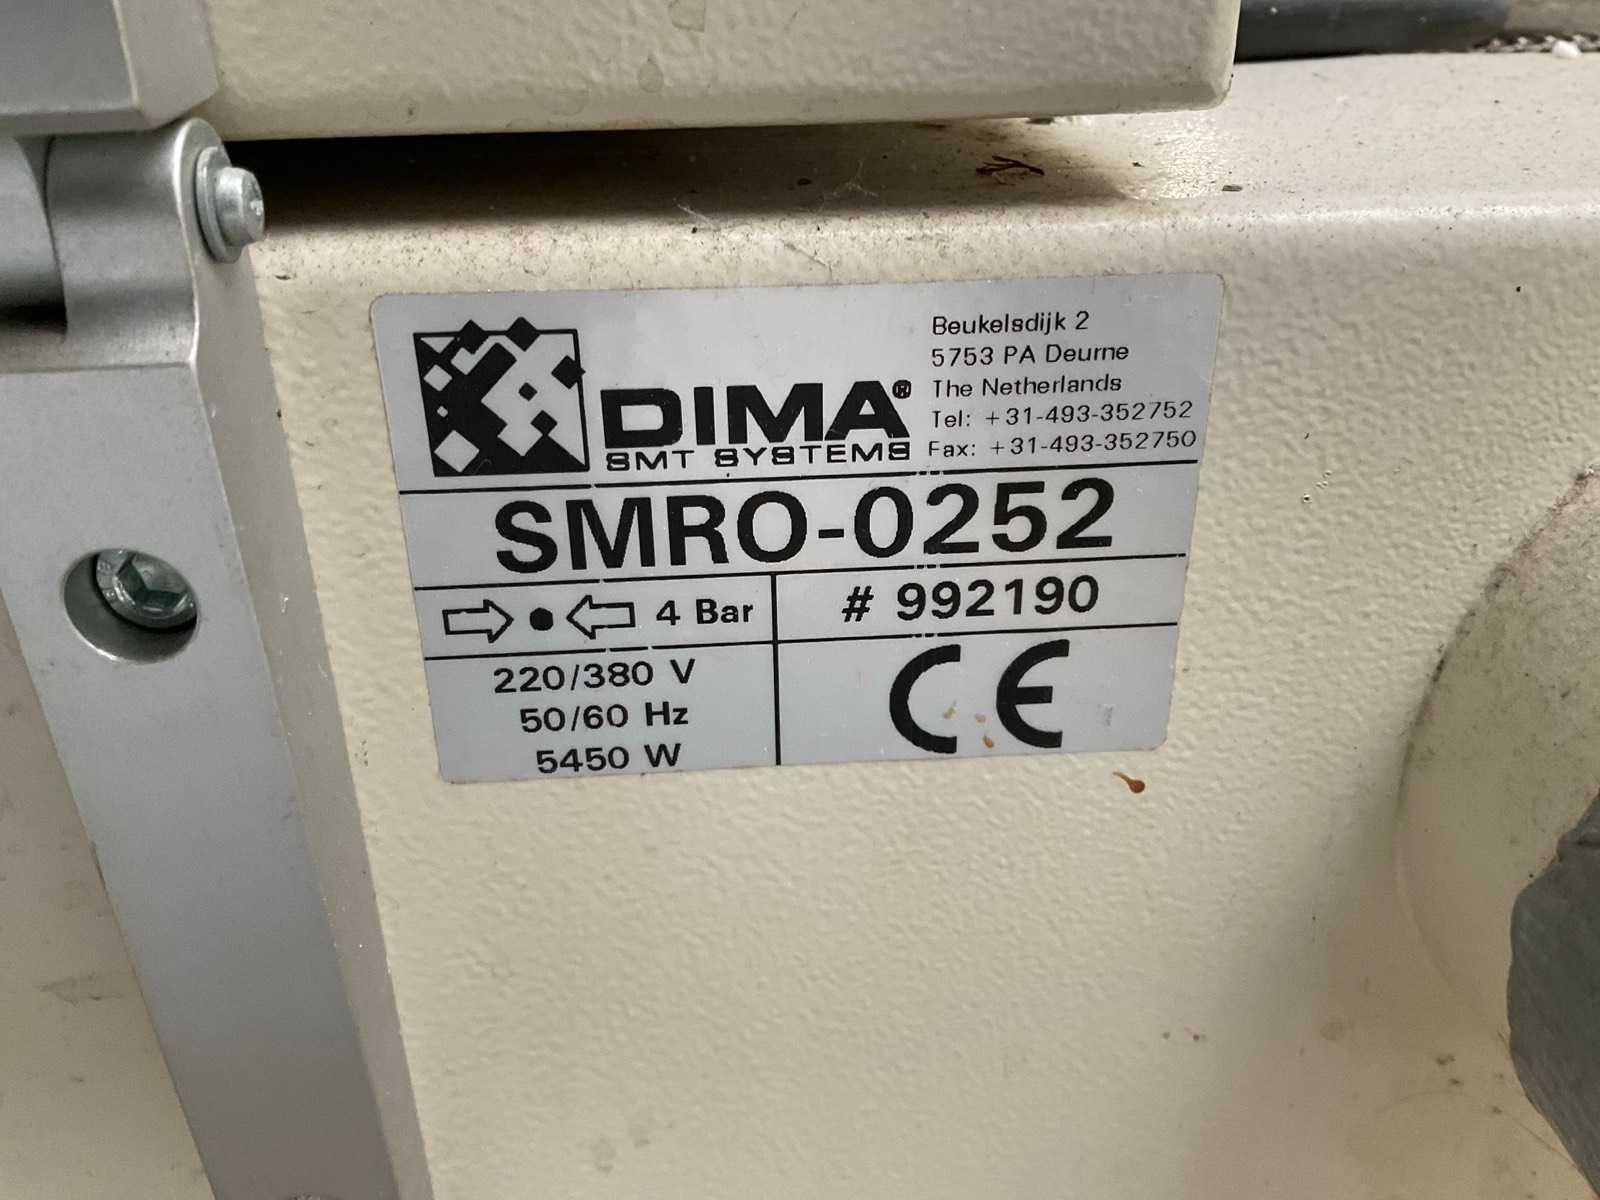 DIMA®
SMT SYSTEMS
Beukelsdijk 2
5753 PA Deurne
The Netherlands
Tel: +31-493-352752
Fax: +31-493-352750
SMRO-0252
4 Bar
# 992190
220/380 V
50/60 Hz
5450 W
CE